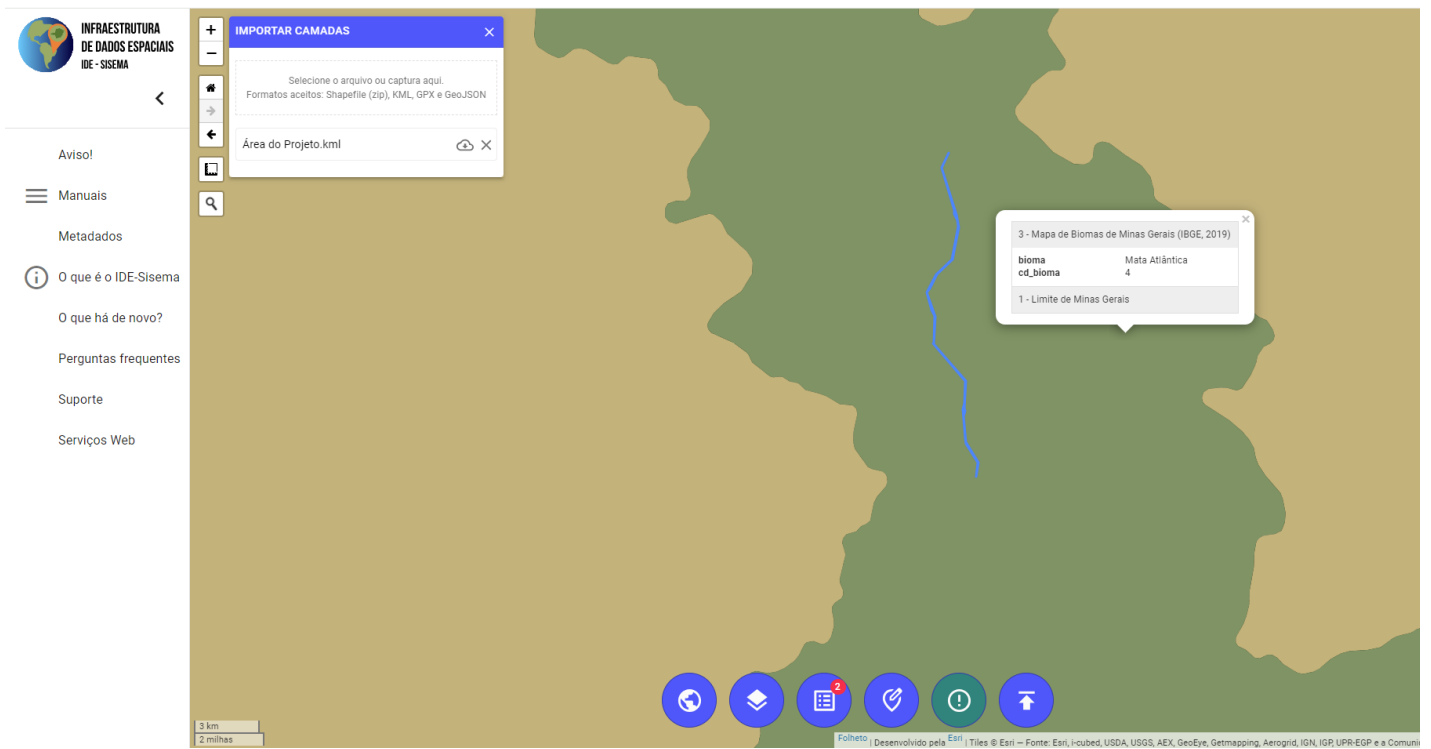 INFRAESTRUTURA
DE DADOS ESPACIAIS
IDE - SISEMA
Aviso!
Manuais
Metadados
O que é o IDE-Sisema
O que há de novo?
Perguntas frequentes
Suporte
Serviços Web
+
−
IMPORTAR CAMADAS
Selecione o arquivo ou captura aqui.
Formatos aceitos: Shapefile (zip), KML, GPX e GeoJSON
Área do Projeto.kml
3 - Mapa de Biomas de Minas Gerais (IBGE, 2019)
bioma Mata Atlântica
cd_bioma 4
1 - Limite de Minas Gerais
2
3 km
2 milhas
Folheto | Desenvolvido pela Esri | Tiles © Esri — Fonte: Esri, i-cubed, USDA, USGS, AEX, GeoEye, Getmapping, Aerogrid, IGN, IGP, UPR-EGP e a Comuni